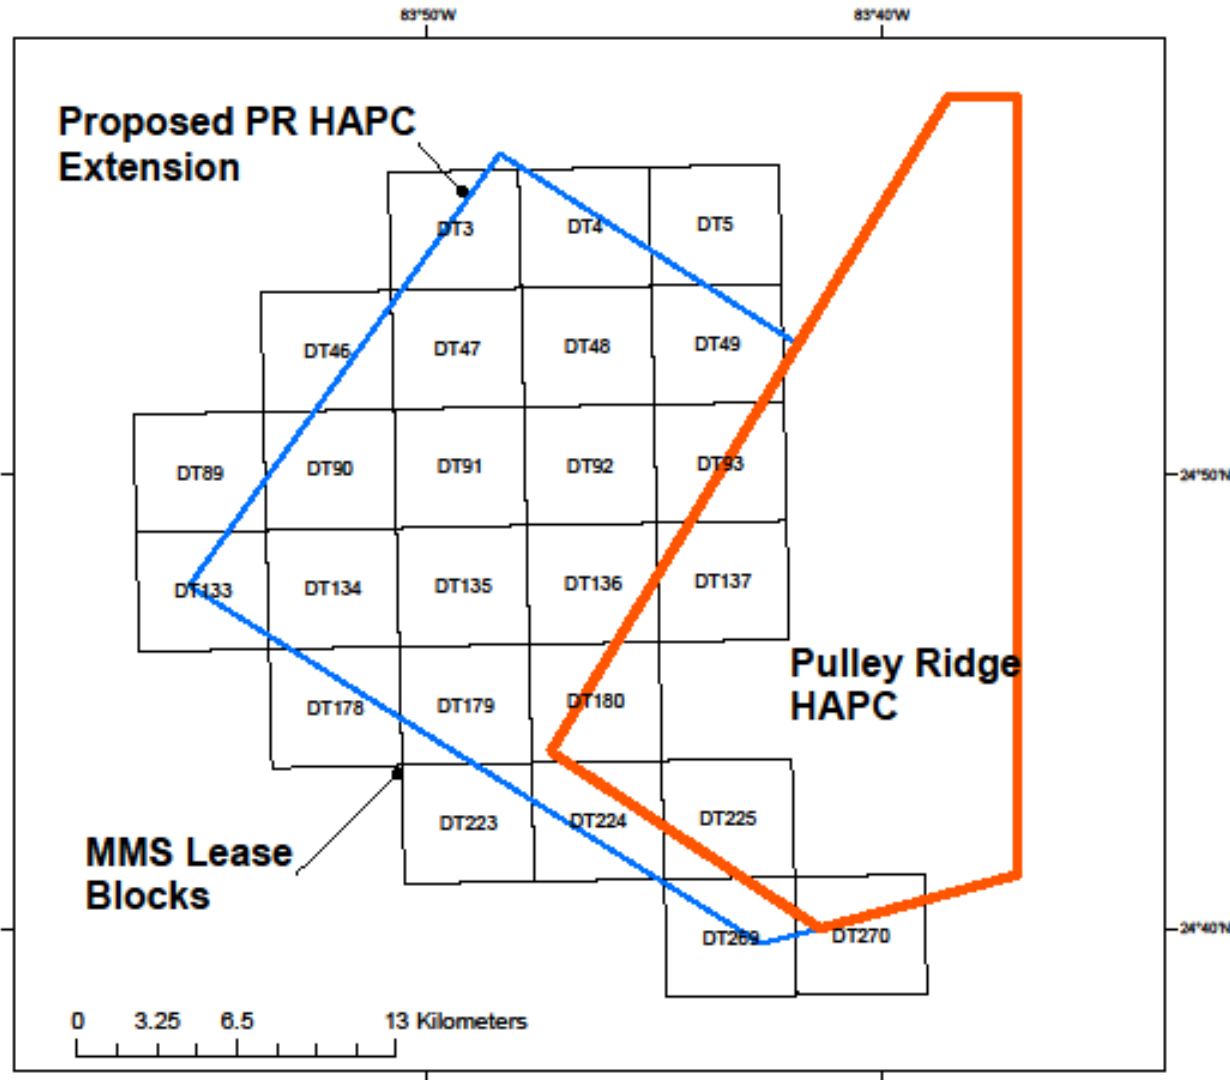 83°50'W 83°40'W
Proposed PR HAPC
Extension
DT3 DT4 DT5
DT46 DT47 DT48 DT49
DT89 DT90 DT91 DT92 DT93
24°50'N
DT133 DT134 DT135 DT136 DT137
Pulley Ridge
HAPC
DT178 DT179 DT180
DT223 DT224 DT225
MMS Lease
Blocks
DT269 DT270
24°40'N
0 3.25 6.5 13 Kilometers